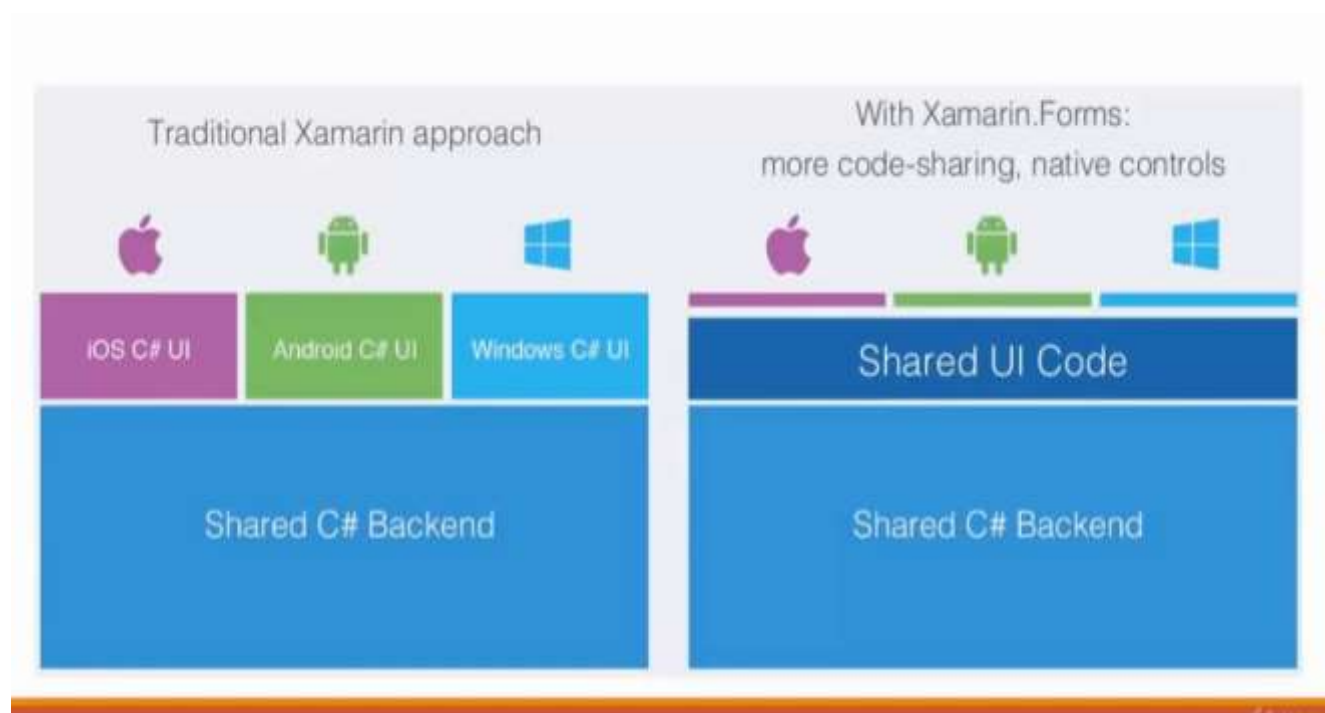 Traditional Xamarin approach
iOS C# UI
Android C# UI
Windows C# UI
Shared C# Backend
With Xamarin.Forms:
more code-sharing, native controls
Shared UI Code
Shared C# Backend